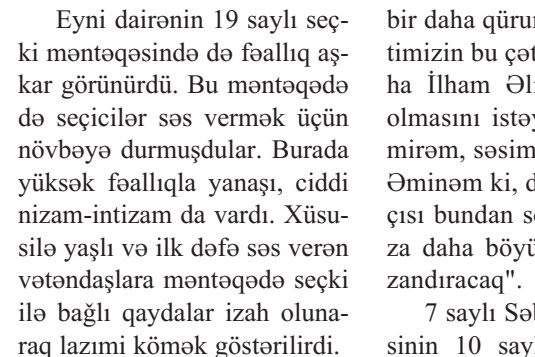 Eyni dairənin 19 saylı seç-
ki məntəqəsində də fəallıq aş-
kar görünürdü. Bu məntəqədə
də seçicilər səs vermək üçün
növbəyə durmuşdular. Burada
yüksək fəallıqla yanaşı, ciddi
nizam-intizam da vardı. Xüsu-
silə yaşlı və ilk dəfə səs verən
vətəndaşlara məntəqədə seçki
ilə bağlı qaydalar izah oluna-
raq lazımi kömək göstərilirdi.
bir daha
timizin bu
ha İlham
olmasını
mirəm,
Əminəm ki,
çısı bundan
za daha
zandıracaq".
7 saylı
sinin 10